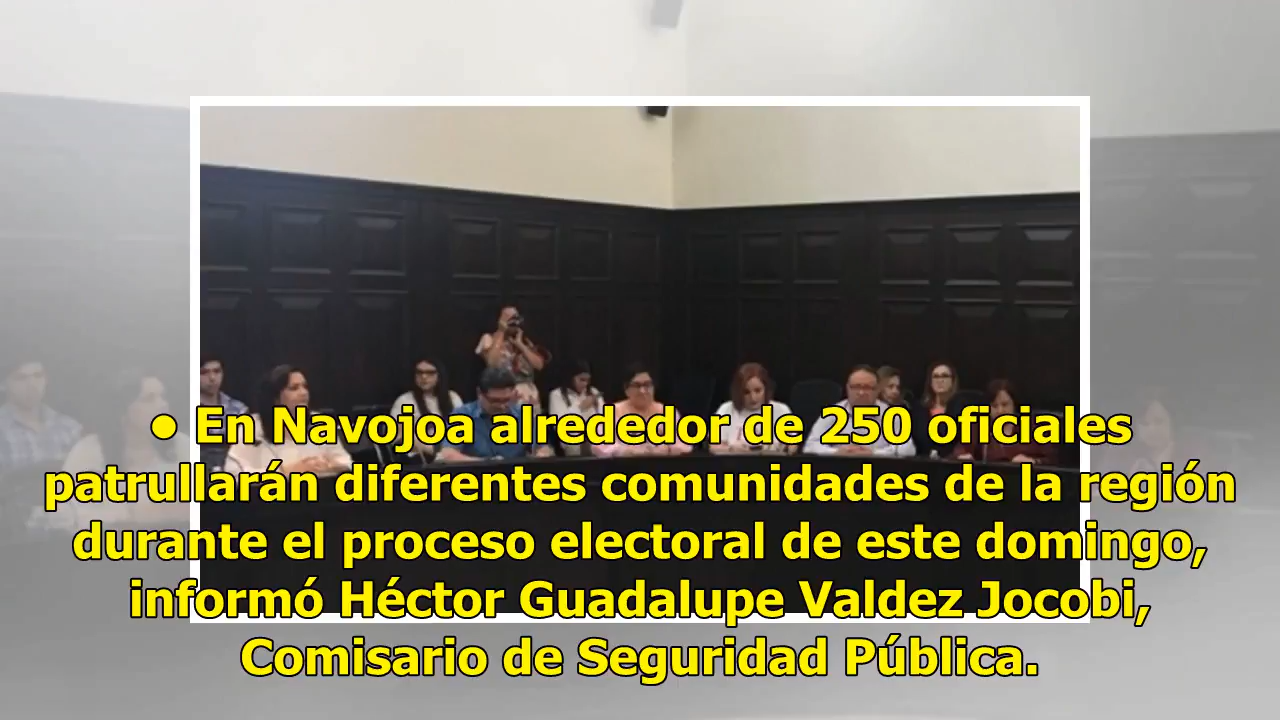 ● En Navojoa alrededor de 250 oficiales
patrullarán diferentes comunidades de la región
durante el proceso electoral de este domingo,
informó Héctor Guadalupe Valdez Jocobi,
Comisario de Seguridad Pública.